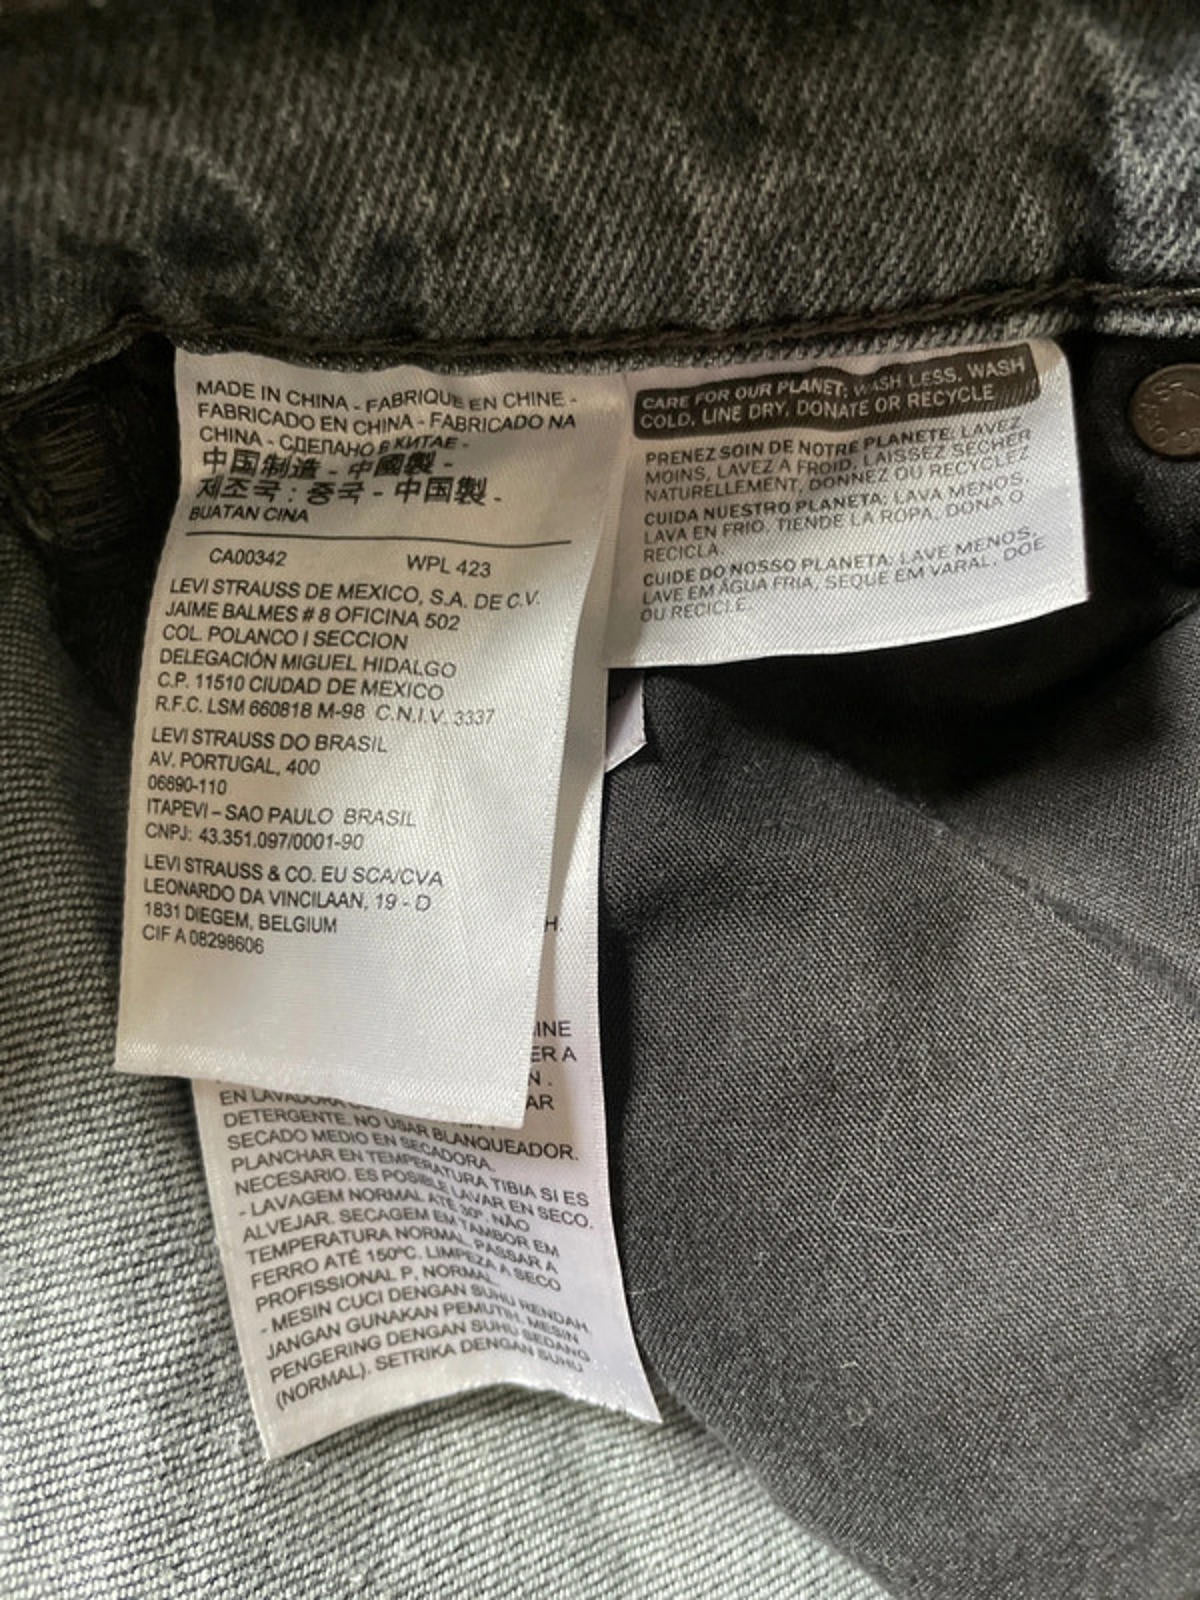 MADE IN CHINA - FABRIQUE EN CHINE -
FABRICADO EN CHINA - FABRICADO NA
CHINA - СДЕЛАНО В КИТАЕ -
中国制造 - 中國製 -
제조국 : 중국 - 中国製 -
BUATAN CINA
CA00342 WPL 423
LEVI STRAUSS DE MEXICO, S.A. DE C.V.
JAIME BALMES # 8 OFICINA 502
COL. POLANCO I SECCION
DELEGACIÓN MIGUEL HIDALGO
C.P. 11510 CIUDAD DE MEXICO
R.F.C. LSM 660818 M-98 C.N.I.V. 3337
LEVI STRAUSS DO BRASIL
AV. PORTUGAL, 400
06690-110
ITAPEVI – SAO PAULO BRASIL
CNPJ: 43.351.097/0001-90
LEVI STRAUSS & CO. EU SCA/CVA
LEONARDO DA VINCILAAN, 19 - D
1831 DIEGEM, BELGIUM
CIF A 08298606
CARE FOR OUR PLANET: WASH LESS, WASH
COLD, LINE DRY, DONATE OR RECYCLE
PRENEZ SOIN DE NOTRE PLANETE: LAVEZ
MOINS, LAVEZ À FROID, LAISSEZ SÉCHER
NATURELLEMENT, DONNEZ OU RECYCLEZ
CUIDA NUESTRO PLANETA: LAVA MENOS,
LAVA EN FRIO, TIENDE LA ROPA, DONA O
RECICLA.
CUIDE DO NOSSO PLANETA: LAVE MENOS,
LAVE EM ÁGUA FRIA, SEQUE EM VARAL, DOE
OU RECICLE.
H.
INE
ER A
N .
AR
EN LAVADORA
DETERGENTE. NO USAR BLANQUEADOR.
SECADO MEDIO EN SECADORA.
PLANCHAR EN TEMPERATURA TIBIA SI ES
NECESARIO. ES POSIBLE LAVAR EN SECO.
- LAVAGEM NORMAL ATÉ 30º. NÃO
ALVEJAR. SECAGEM EM TAMBOR EM
TEMPERATURA NORMAL. PASSAR A
FERRO ATÉ 150ºC. LIMPEZA A SECO
PROFISSIONAL P, NORMAL.
- MESIN CUCI DENGAN SUHU RENDAH.
JANGAN GUNAKAN PEMUTIH. MESIN
PENGERING DENGAN SUHU SEDANG
(NORMAL). SETRIKA DENGAN SUHU